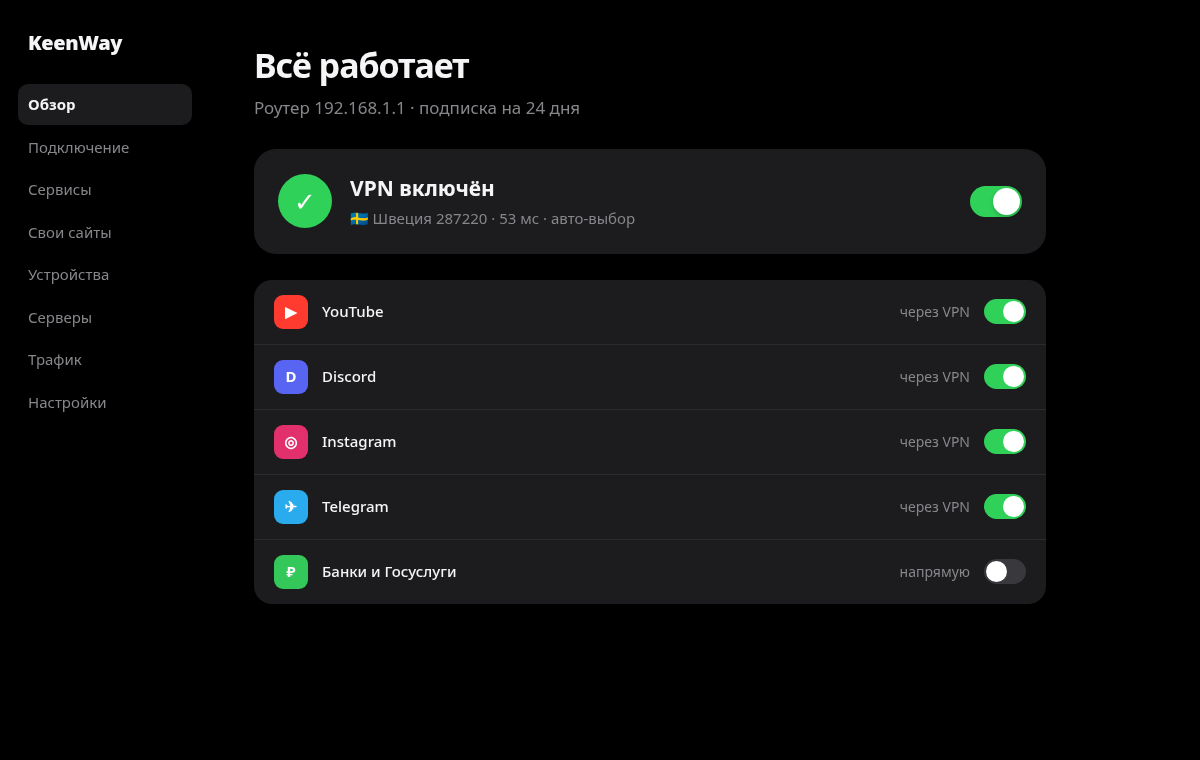 KeenWay
Обзор
Подключение
Сервисы
Свои сайты
Устройства
Серверы
Трафик
Настройки
Всё работает
Роутер 192.168.1.1 · подписка на 24 дня
✓
VPN включён
🇸🇪 Швеция 287220 · 53 мс · авто-выбор
▶ YouTube через VPN
D Discord через VPN
◎ Instagram через VPN
✈ Telegram через VPN
₽ Банки и Госуслуги напрямую